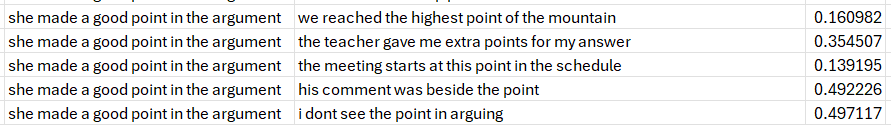 she made a good point in the argument we reached the highest point of the mountain 0.160982
she made a good point in the argument the teacher gave me extra points for my answer 0.354507
she made a good point in the argument the meeting starts at this point in the schedule 0.139195
she made a good point in the argument his comment was beside the point 0.492226
she made a good point in the argument i dont see the point in arguing 0.497117